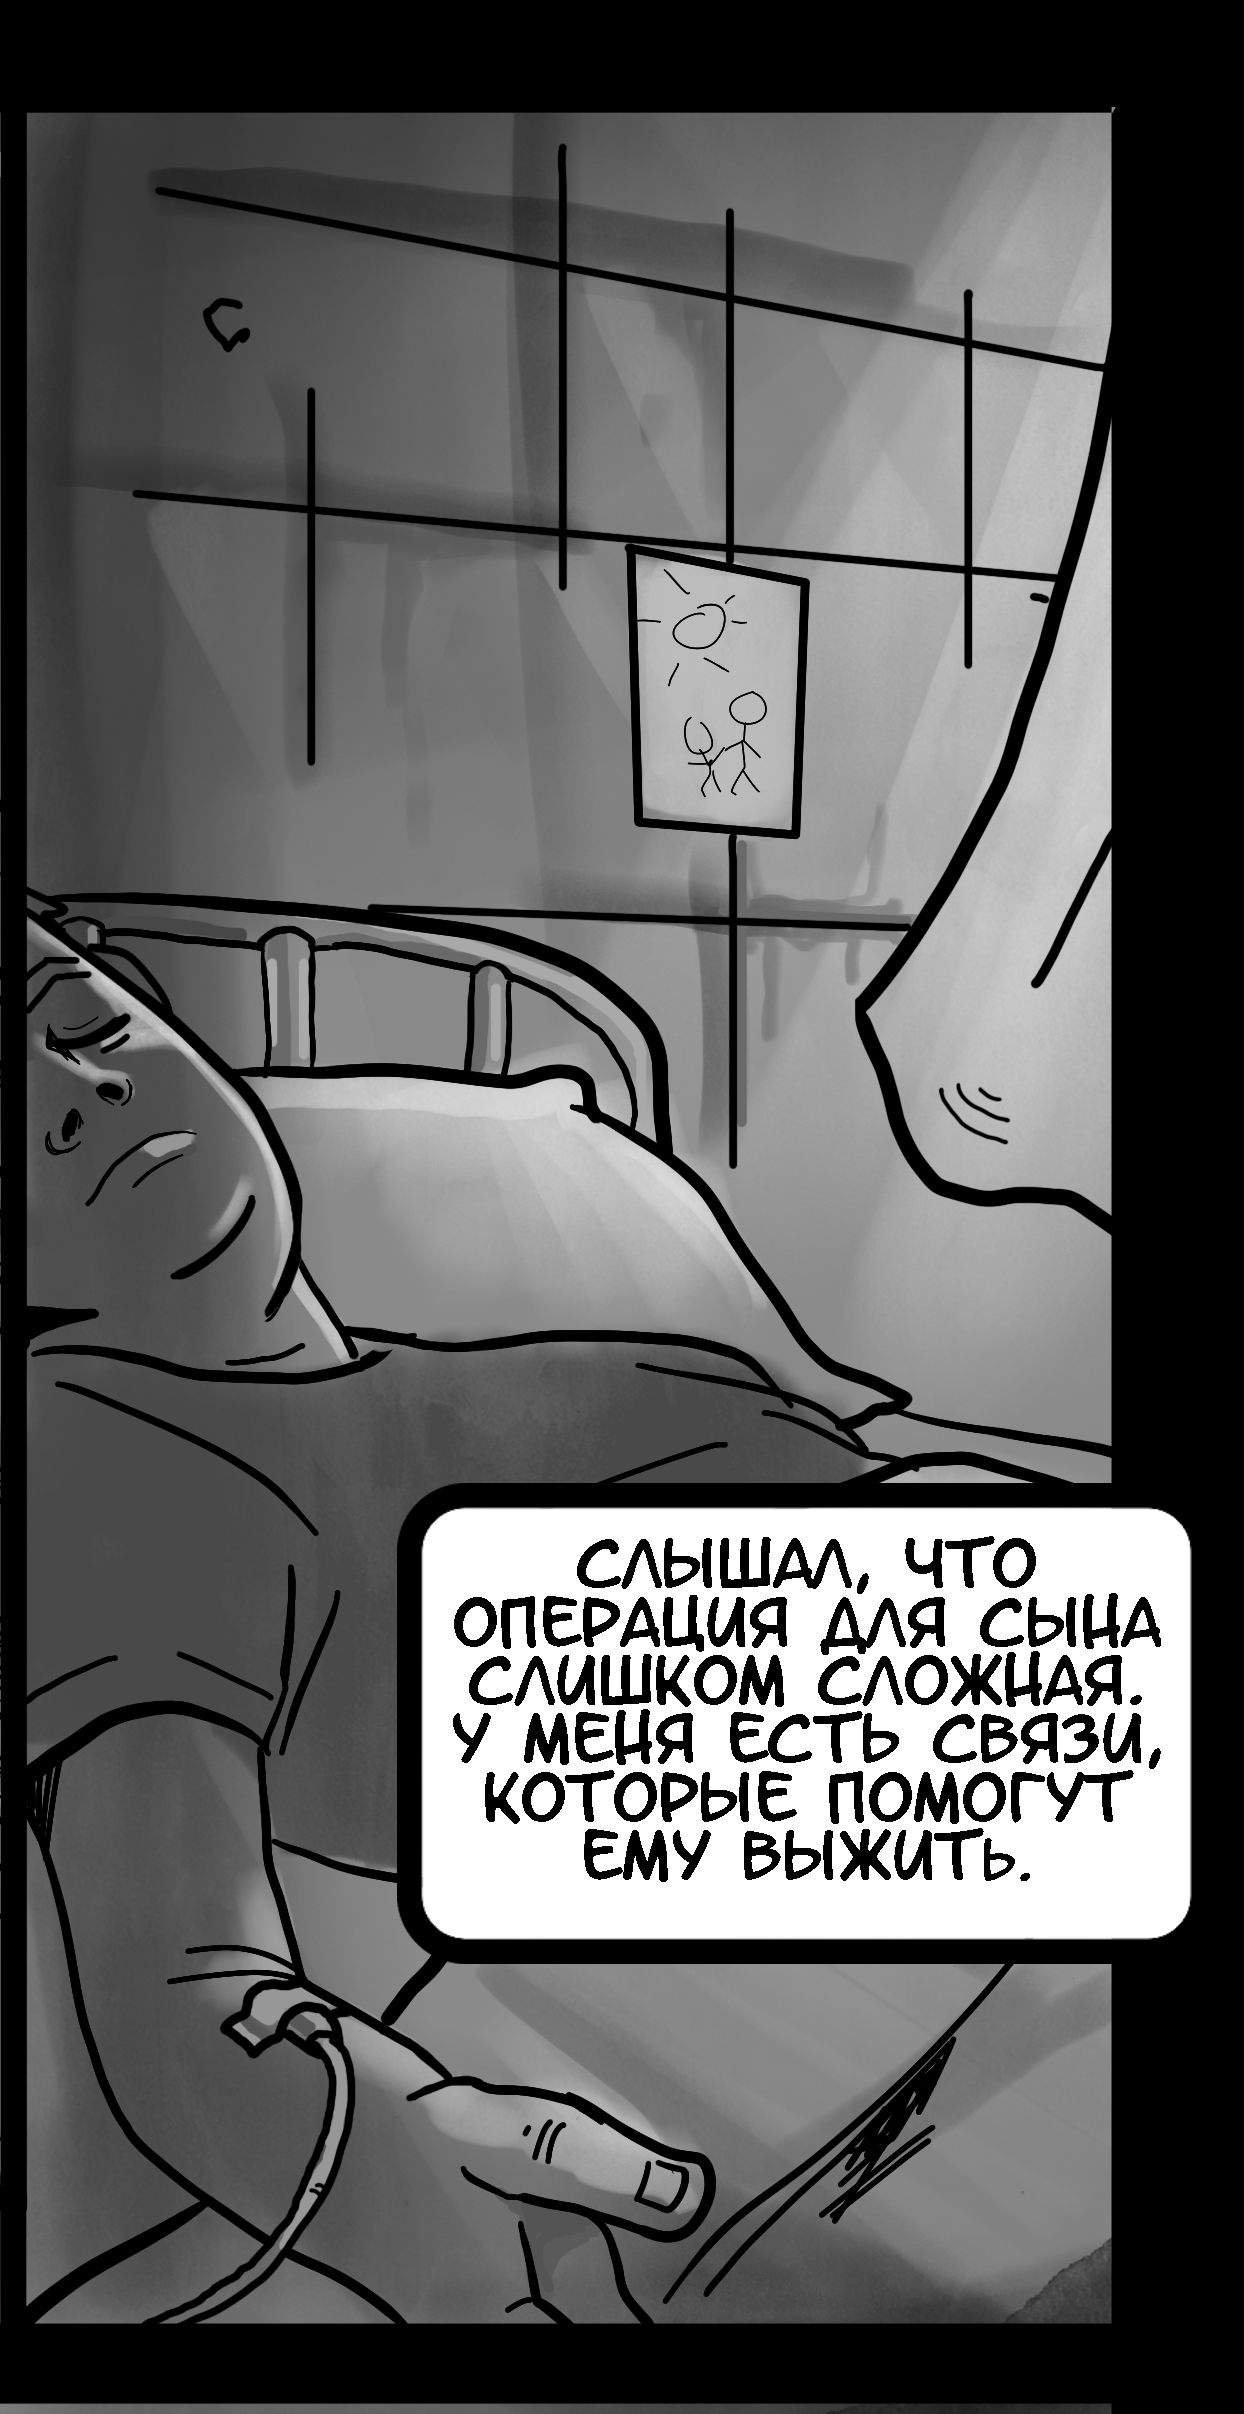 СЛЫШАЛ, ЧТО
ОПЕРАЦИЯ ДЛЯ СЫНА
СЛИШКОМ СЛОЖНАЯ.
У МЕНЯ ЕСТЬ СВЯЗИ,
КОТОРЫЕ ПОМОГУТ
ЕМУ ВЫЖИТЬ.